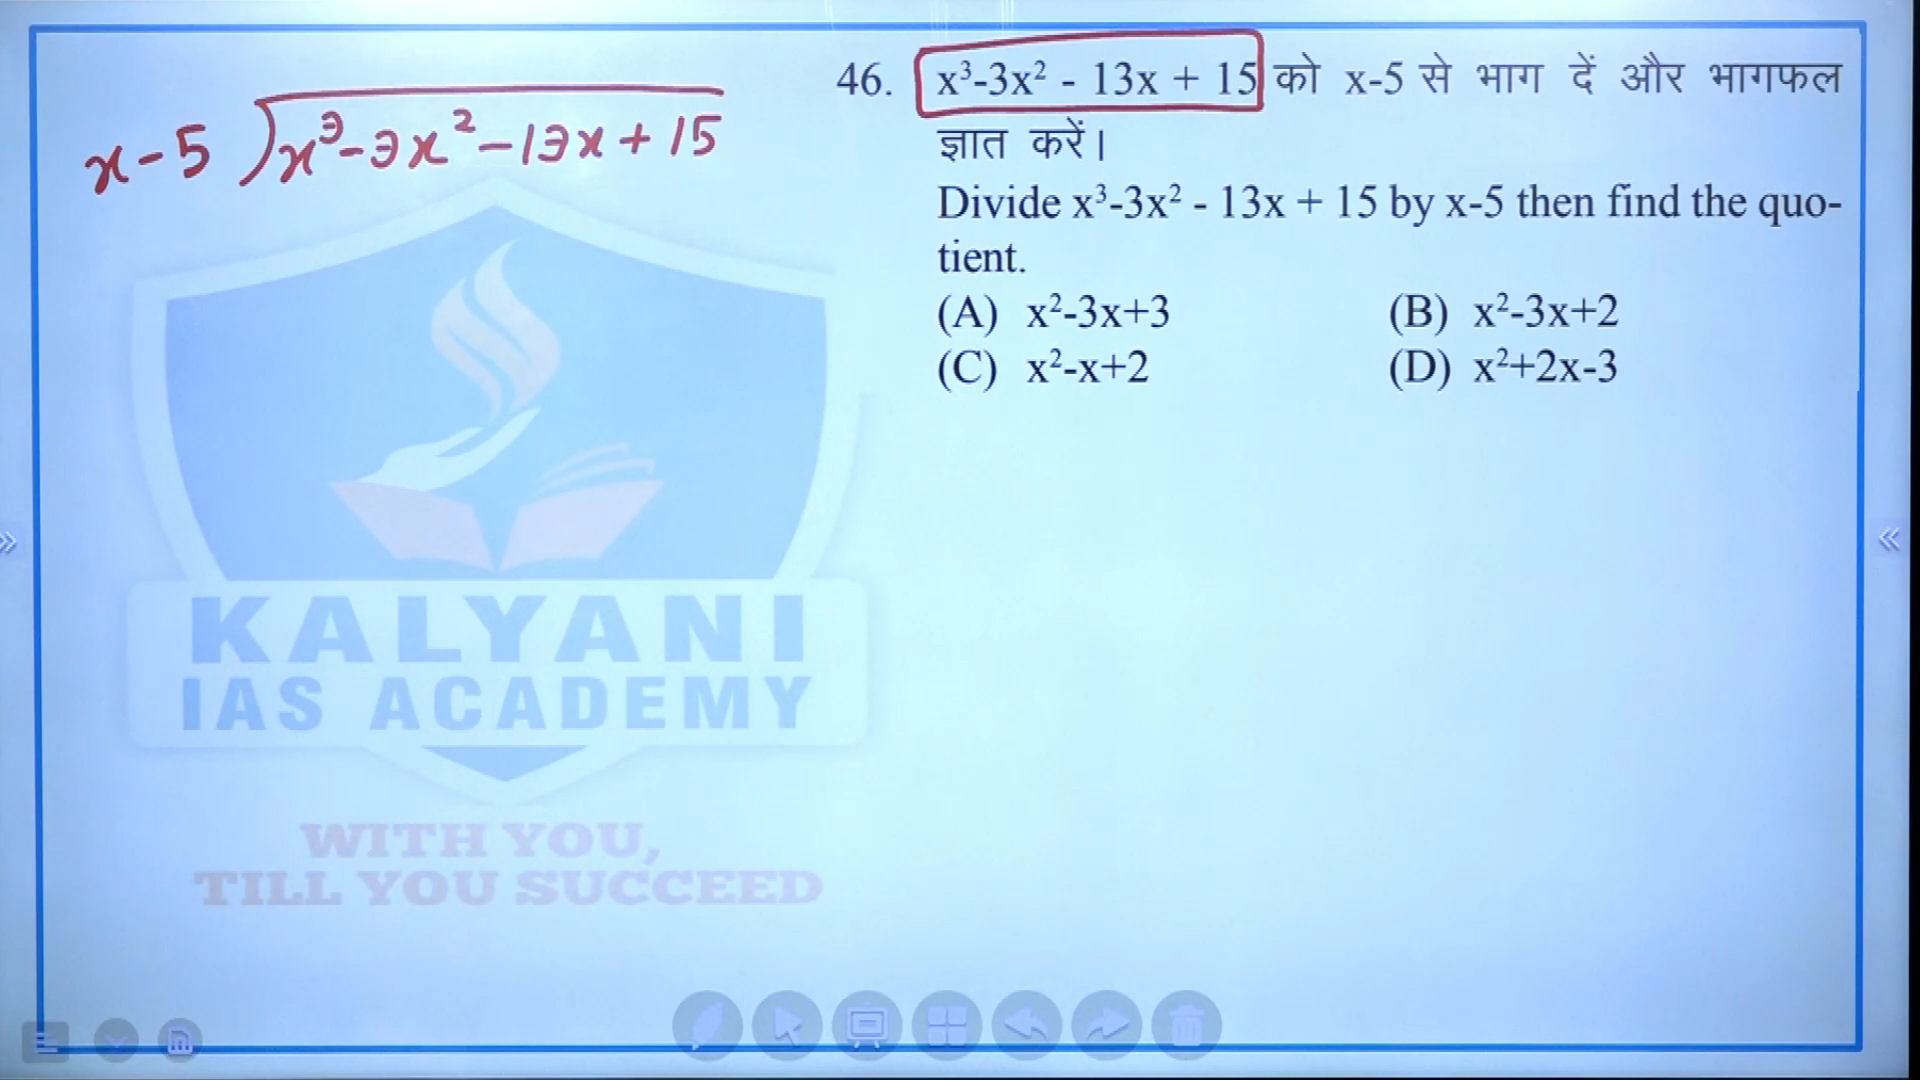 x-5 ) x³-3x²-13x+15
46. x³-3x² - 13x + 15 को x-5 से भाग दें और भागफल
ज्ञात करें।
Divide x³-3x² - 13x + 15 by x-5 then find the quo-
tient.
(A) x²-3x+3 (B) x²-3x+2
(C) x²-x+2 (D) x²+2x-3
KALYANI
IAS ACADEMY
WITH YOU,
TILL YOU SUCCEED